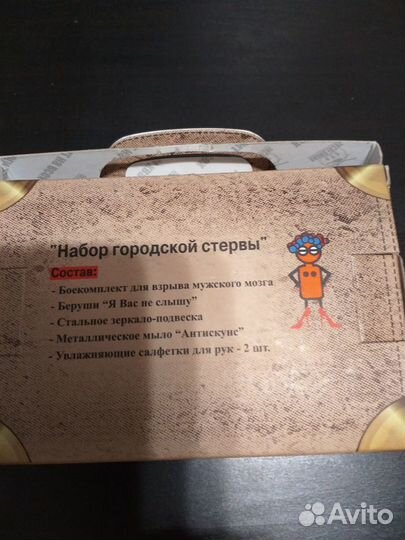 "Набор городской стервы"
Состав:
- Боекомплект для взрыва мужского мозга
- Беруши “Я Вас не слышу”
- Стальное зеркало-подвеска
- Металлическое мыло “Антискунс”
- Увлажняющие салфетки для рук - 2 шт.
Avito